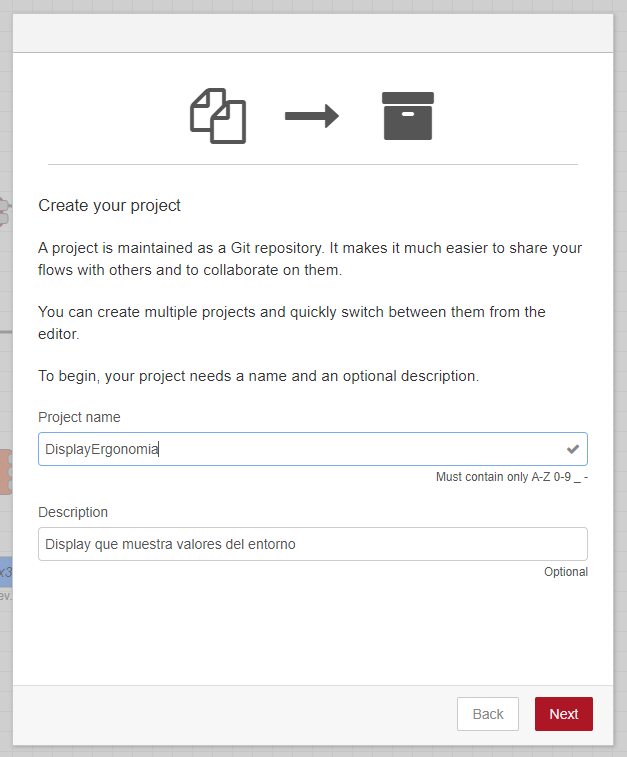 Create your project
A project is maintained as a Git repository. It makes it much easier to share your
flows with others and to collaborate on them.
You can create multiple projects and quickly switch between them from the
editor.
To begin, your project needs a name and an optional description.
Project name
DisplayErgonomia
Must contain only A-Z 0-9 _ -
Description
Display que muestra valores del entorno
Optional
x3
ev.
Back
Next